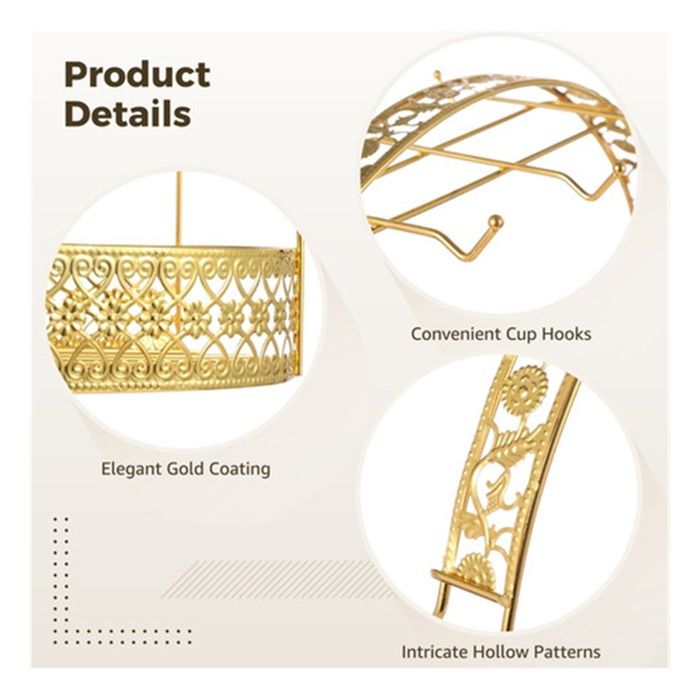 Product
Details
Convenient Cup Hooks
Elegant Gold Coating
Intricate Hollow Patterns